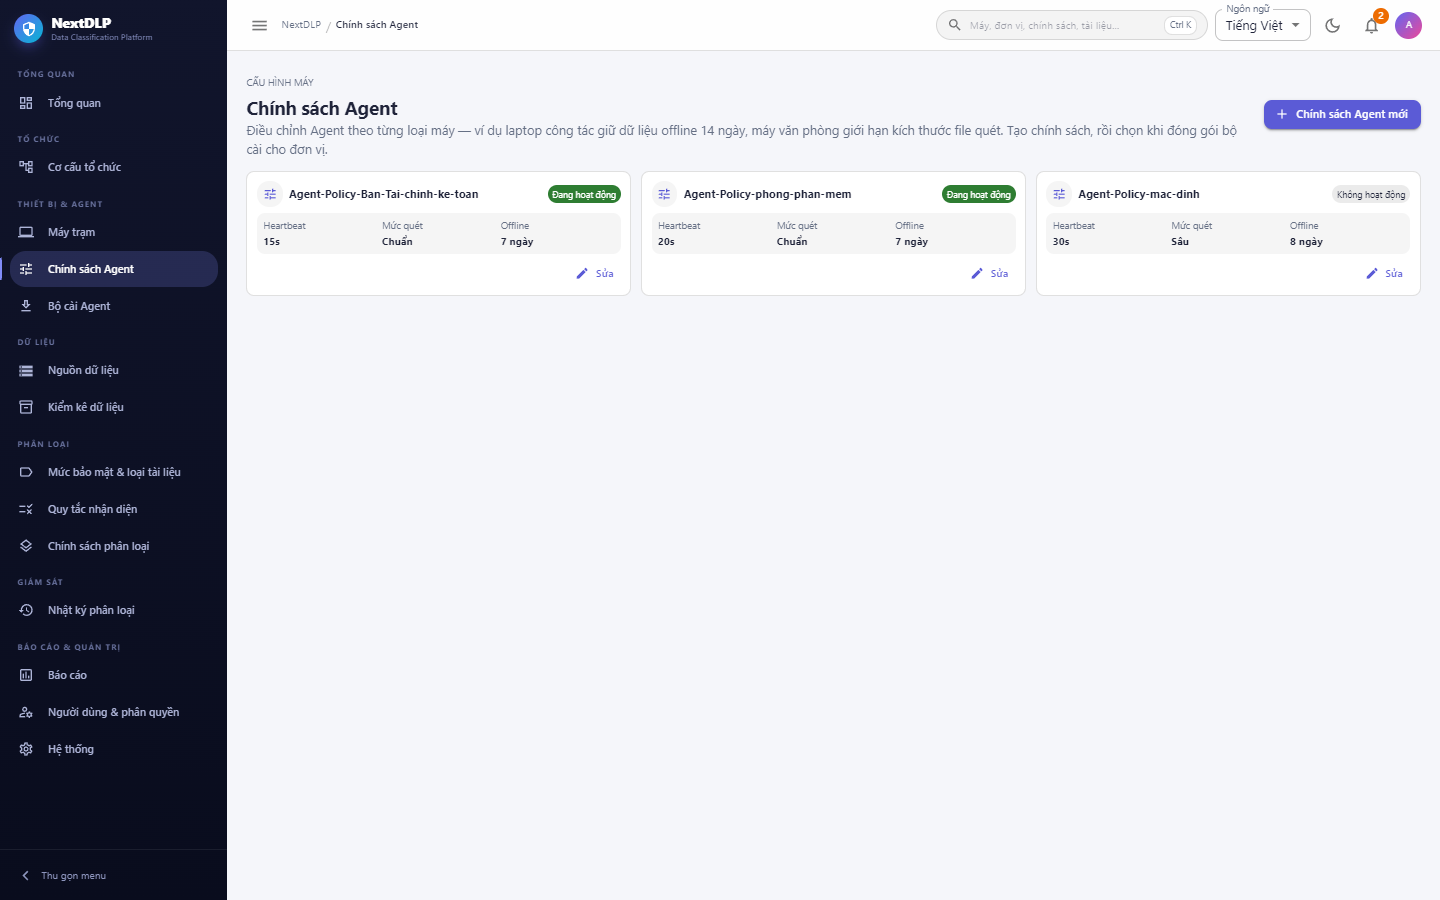 NextDLP
Data Classification Platform
TỔNG QUAN
Tổng quan
TỔ CHỨC
Cơ cấu tổ chức
THIẾT BỊ & AGENT
Máy trạm
Chính sách Agent
Bộ cài Agent
DỮ LIỆU
Nguồn dữ liệu
Kiểm kê dữ liệu
PHÂN LOẠI
Mức bảo mật & loại tài liệu
Quy tắc nhận diện
Chính sách phân loại
GIÁM SÁT
Nhật ký phân loại
BÁO CÁO & QUẢN TRỊ
Báo cáo
Người dùng & phân quyền
Hệ thống
Thu gọn menu
NextDLP / Chính sách Agent
Máy, đơn vị, chính sách, tài liệu... Ctrl K
Ngôn ngữ
Tiếng Việt
2
A
CẤU HÌNH MÁY
Chính sách Agent
Điều chỉnh Agent theo từng loại máy — ví dụ laptop công tác giữ dữ liệu offline 14 ngày, máy văn phòng giới hạn kích thước file quét. Tạo chính sách, rồi chọn khi đóng gói bộ
cài cho đơn vị.
Chính sách Agent mới
Agent-Policy-Ban-Tai-chinh-ke-toan Đang hoạt động
Heartbeat Mức quét Offline
15s Chuẩn 7 ngày
Sửa
Agent-Policy-phong-phan-mem Đang hoạt động
Heartbeat Mức quét Offline
20s Chuẩn 7 ngày
Sửa
Agent-Policy-mac-dinh Không hoạt động
Heartbeat Mức quét Offline
30s Sâu 8 ngày
Sửa